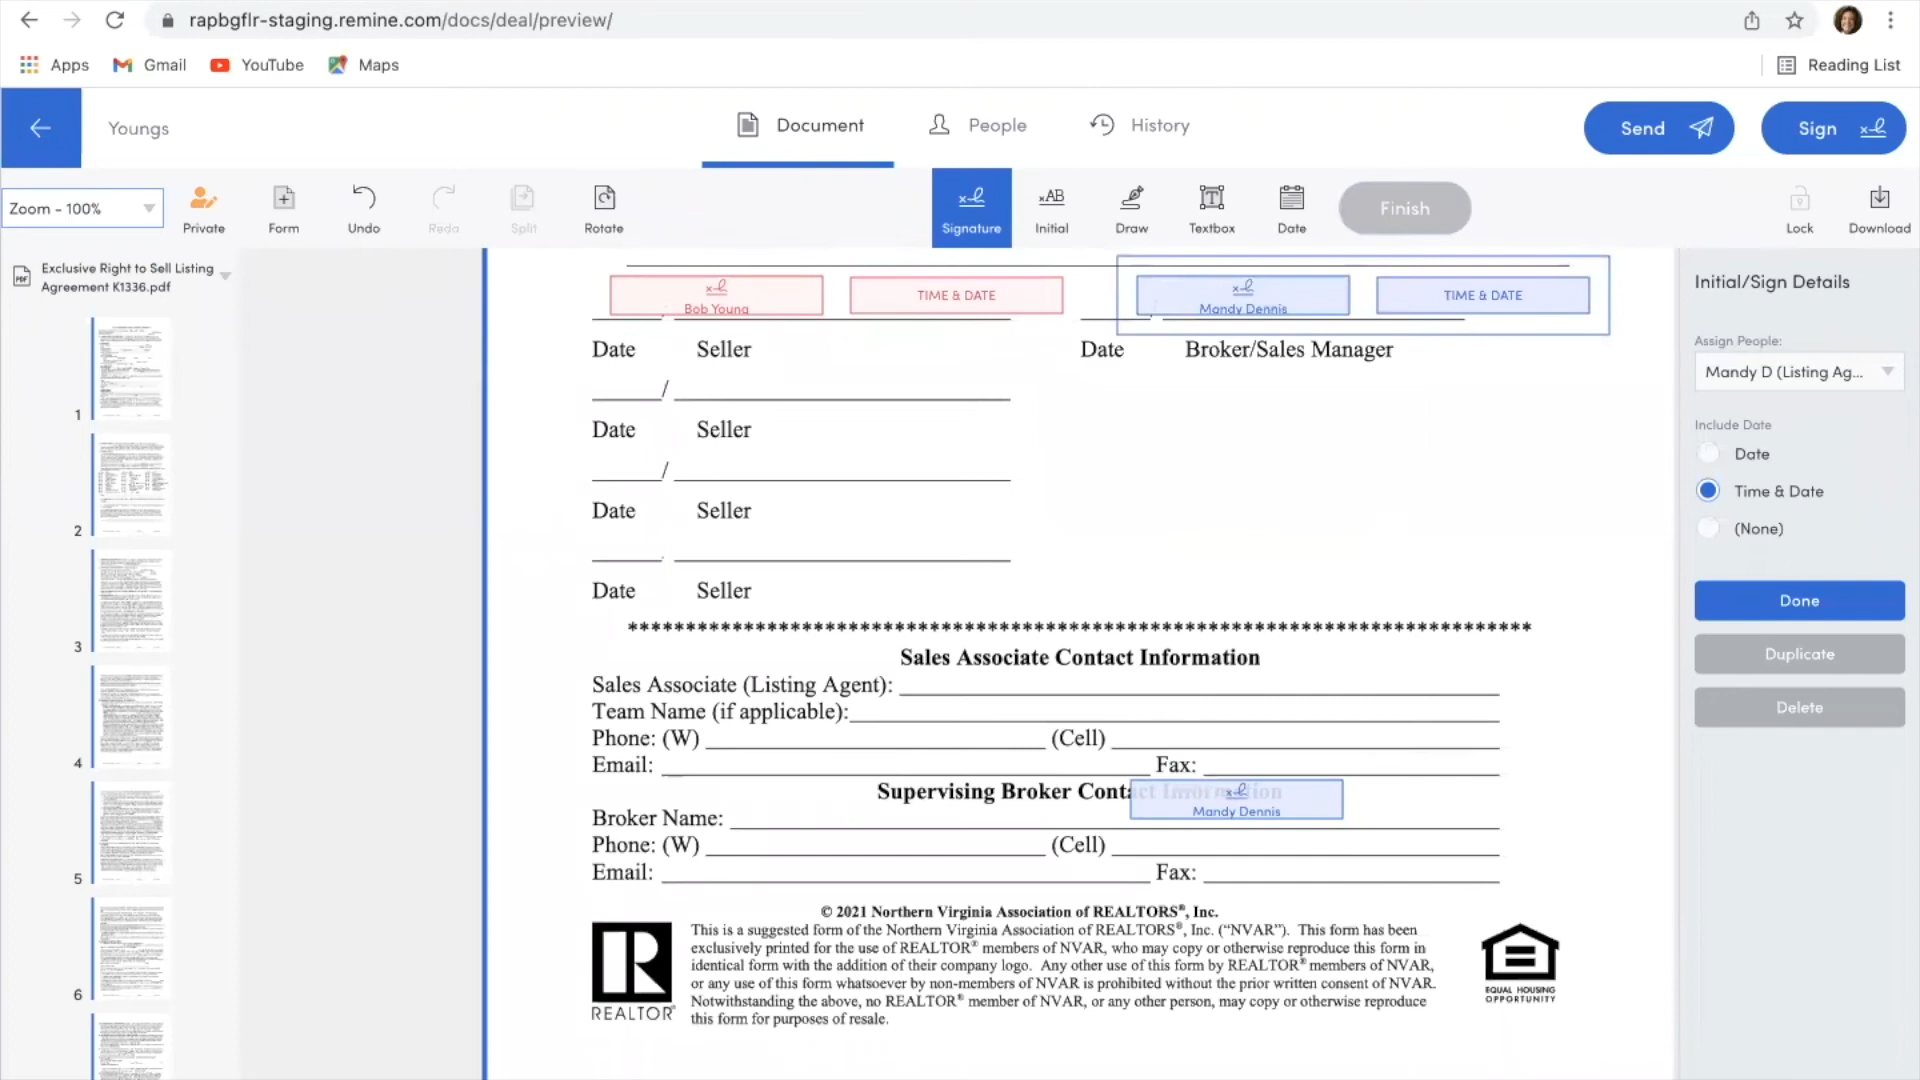 rapbgflr-staging.remine.com/docs/deal/preview/
Apps Gmail YouTube Maps Reading List
Youngs Document People History Send Sign
Zoom - 100% Private Form Undo Redo Split Rotate Signature Initial Draw Textbox Date Finish Lock Download
Exclusive Right to Sell Listing
Agreement K1336.pdf
1
2
3
4
5
6
Bob Young TIME & DATE Mandy Dennis TIME & DATE
Date Seller Date Broker/Sales Manager
/
Date Seller
/
Date Seller
Date Seller
Sales Associate Contact Information
Sales Associate (Listing Agent):
Team Name (if applicable):
Phone: (W) (Cell)
Email: Fax:
Supervising Broker Contact Information
Mandy Dennis
Broker Name:
Phone: (W) (Cell)
Email: Fax:
© 2021 Northern Virginia Association of REALTORS®, Inc.
This is a suggested form of the Northern Virginia Association of REALTORS®, Inc. (“NVAR”). This form has been
exclusively printed for the use of REALTOR® members of NVAR, who may copy or otherwise reproduce this form in
identical form with the addition of their company logo. Any other use of this form by REALTOR® members of NVAR,
or any use of this form whatsoever by non-members of NVAR is prohibited without the prior written consent of NVAR.
Notwithstanding the above, no REALTOR® member of NVAR, or any other person, may copy or otherwise reproduce
this form for purposes of resale.
REALTOR®
EQUAL HOUSING
OPPORTUNITY
Initial/Sign Details
Assign People:
Mandy D (Listing Ag...
Include Date
Date
Time & Date
(None)
Done
Duplicate
Delete